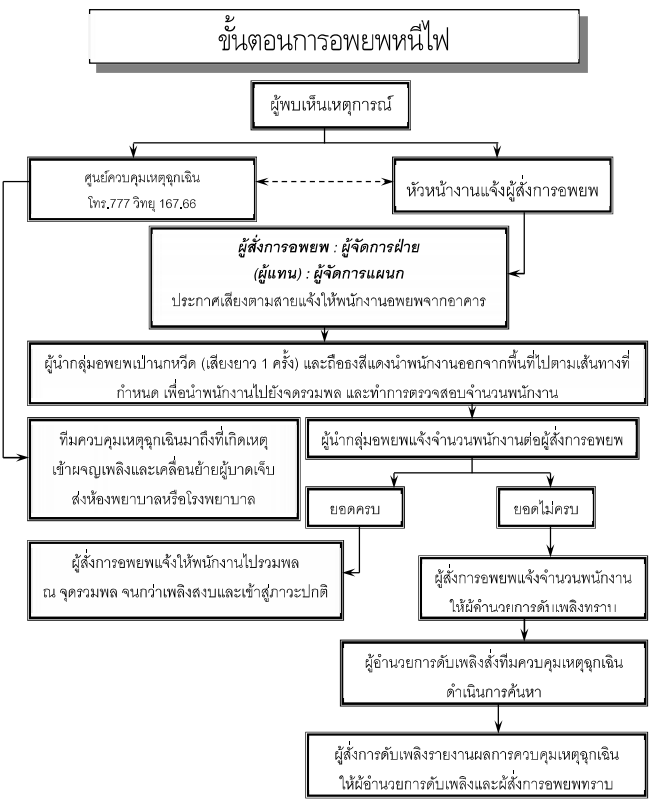 ขั้นตอนการอพยพหนีไฟ
ผู้พบเห็นเหตุการณ์
ศูนย์ควบคุมเหตุฉุกเฉิน
โทร.777 วิทยุ 167.66
หัวหน้างานแจ้งผู้สั่งการอพยพ
ผู้สั่งการอพยพ : ผู้จัดการฝ่าย
(ผู้แทน) : ผู้จัดการแผนก
ประกาศเสียงตามสายแจ้งให้พนักงานอพยพจากอาคาร
ผู้นำกลุ่มอพยพเป่านกหวีด (เสียงยาว 1 ครั้ง) และถือธงสีแดงนำพนักงานออกจากพื้นที่ไปตามเส้นทางที่
กำหนด เพื่อนำพนักงานไปยังจุดรวมพล และทำการตรวจสอบจำนวนพนักงาน
ทีมควบคุมเหตุฉุกเฉินมาถึงที่เกิดเหตุ
เข้าผจญเพลิงและเคลื่อนย้ายผู้บาดเจ็บ
ส่งห้องพยาบาลหรือโรงพยาบาล
ผู้นำกลุ่มอพยพแจ้งจำนวนพนักงานต่อผู้สั่งการอพยพ
ยอดครบ
ยอดไม่ครบ
ผู้สั่งการอพยพแจ้งให้พนักงานไปรวมพล
ณ จุดรวมพล จนกว่าเพลิงสงบและเข้าสู่ภาวะปกติ
ผู้สั่งการอพยพแจ้งจำนวนพนักงาน
ให้ผู้อำนวยการดับเพลิงทราบ
ผู้อำนวยการดับเพลิงสั่งทีมควบคุมเหตุฉุกเฉิน
ดำเนินการค้นหา
ผู้สั่งการดับเพลิงรายงานผลการควบคุมเหตุฉุกเฉิน
ให้ผู้อำนวยการดับเพลิงและผู้สั่งการอพยพทราบ